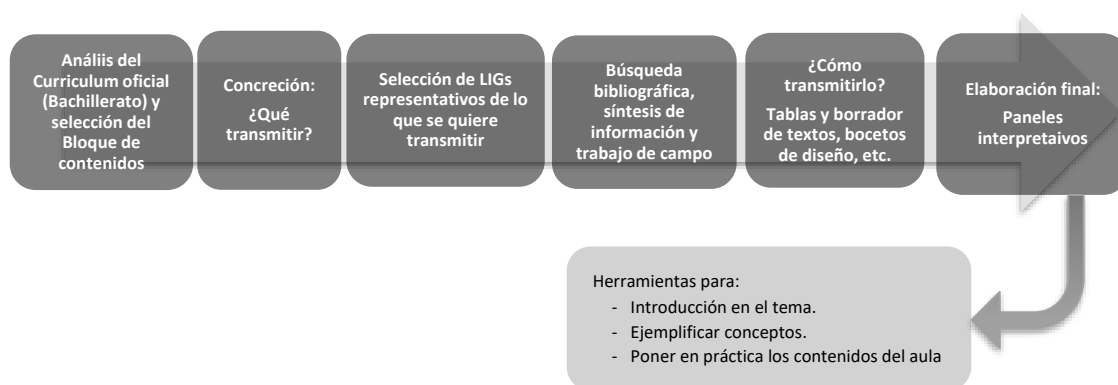 Análiis del
Curriculum oficial
(Bachillerato) y
selección del
Bloque de
contenidos
Concreción:
¿Qué
transmitir?
Selección de LIGs
representativos de lo
que se quiere
transmitir
Búsqueda
bibliográfica,
síntesis de
información y
trabajo de campo
¿Cómo
transmitirlo?
Tablas y borrador
de textos, bocetos
de diseño, etc.
Elaboración final:
Paneles
interpretaivos
Herramientas para:
- Introducción en el tema.
- Ejemplificar conceptos.
- Poner en práctica los contenidos del aula